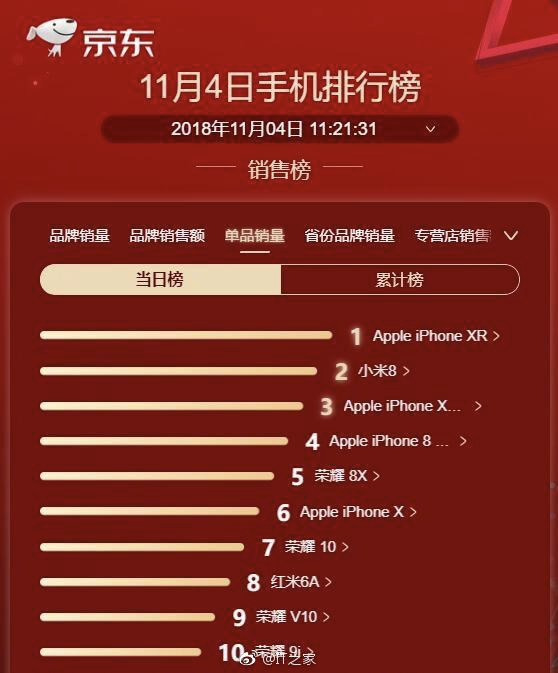 京东
11月4日手机排行榜
2018年11月04日 11:21:31
销售榜
品牌销量 品牌销售额 单品销量 省份品牌销量 专营店销售
当日榜 累计榜
1 Apple iPhone XR >
2 小米8 >
3 Apple iPhone X... >
4 Apple iPhone 8 ... >
5 荣耀 8X >
6 Apple iPhone X >
7 荣耀 10 >
8 红米6A >
9 荣耀 V10 >
10 荣耀 9i >
@IT之家